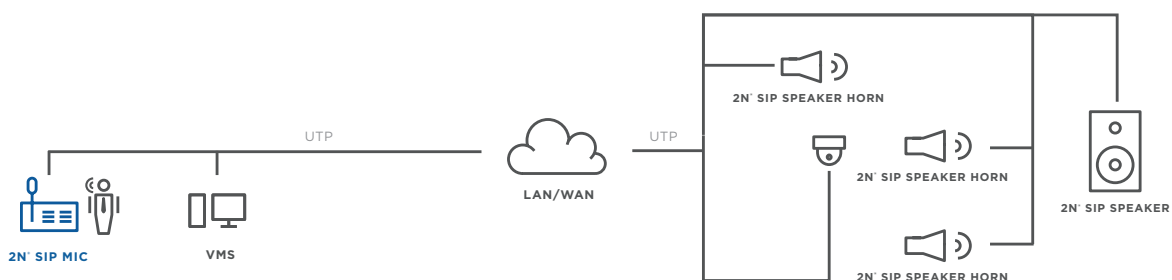 UTP
UTP
2N° SIP SPEAKER HORN
LAN/WAN
2N° SIP SPEAKER HORN
2N° SIP SPEAKER
2N° SIP MIC
VMS
2N° SIP SPEAKER HORN